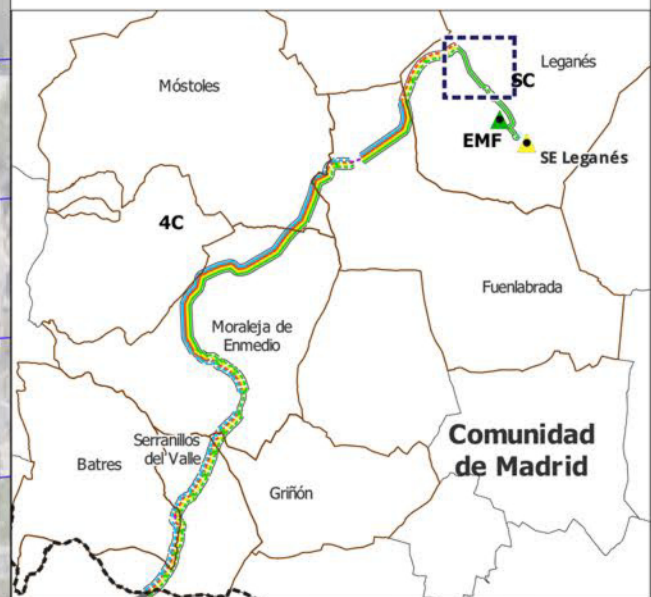 Móstoles
Leganés
SC
EMF
SE Leganés
4C
Fuenlabrada
Moraleja de
Enmedio
Serranillos
del Valle
Batres
Griñón
Comunidad
de Madrid